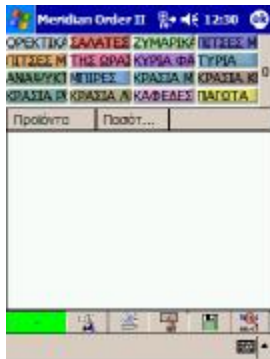 Meridian Order II 12:30
ΟΡΕΚΤΙΚΑ ΣΑΛΑΤΕΣ ΖΥΜΑΡΙΚΑ ΠΙΤΣΕΣ Μ
ΠΙΤΣΕΣ Μ ΤΗΣ ΩΡΑΣ ΚΥΡΙΑ ΦΑ ΤΥΡΙΑ
ΑΝΑΨΥΚΤ ΜΠΙΡΕΣ ΚΡΑΣΙΑ Μ ΚΡΑΣΙΑ ΚΙ
ΚΡΑΣΙΑ ΚΡΑΣΙΑ ΚΑΦΕΔΕΣ ΠΑΓΩΤΑ
Προϊόντα Ποσότ...